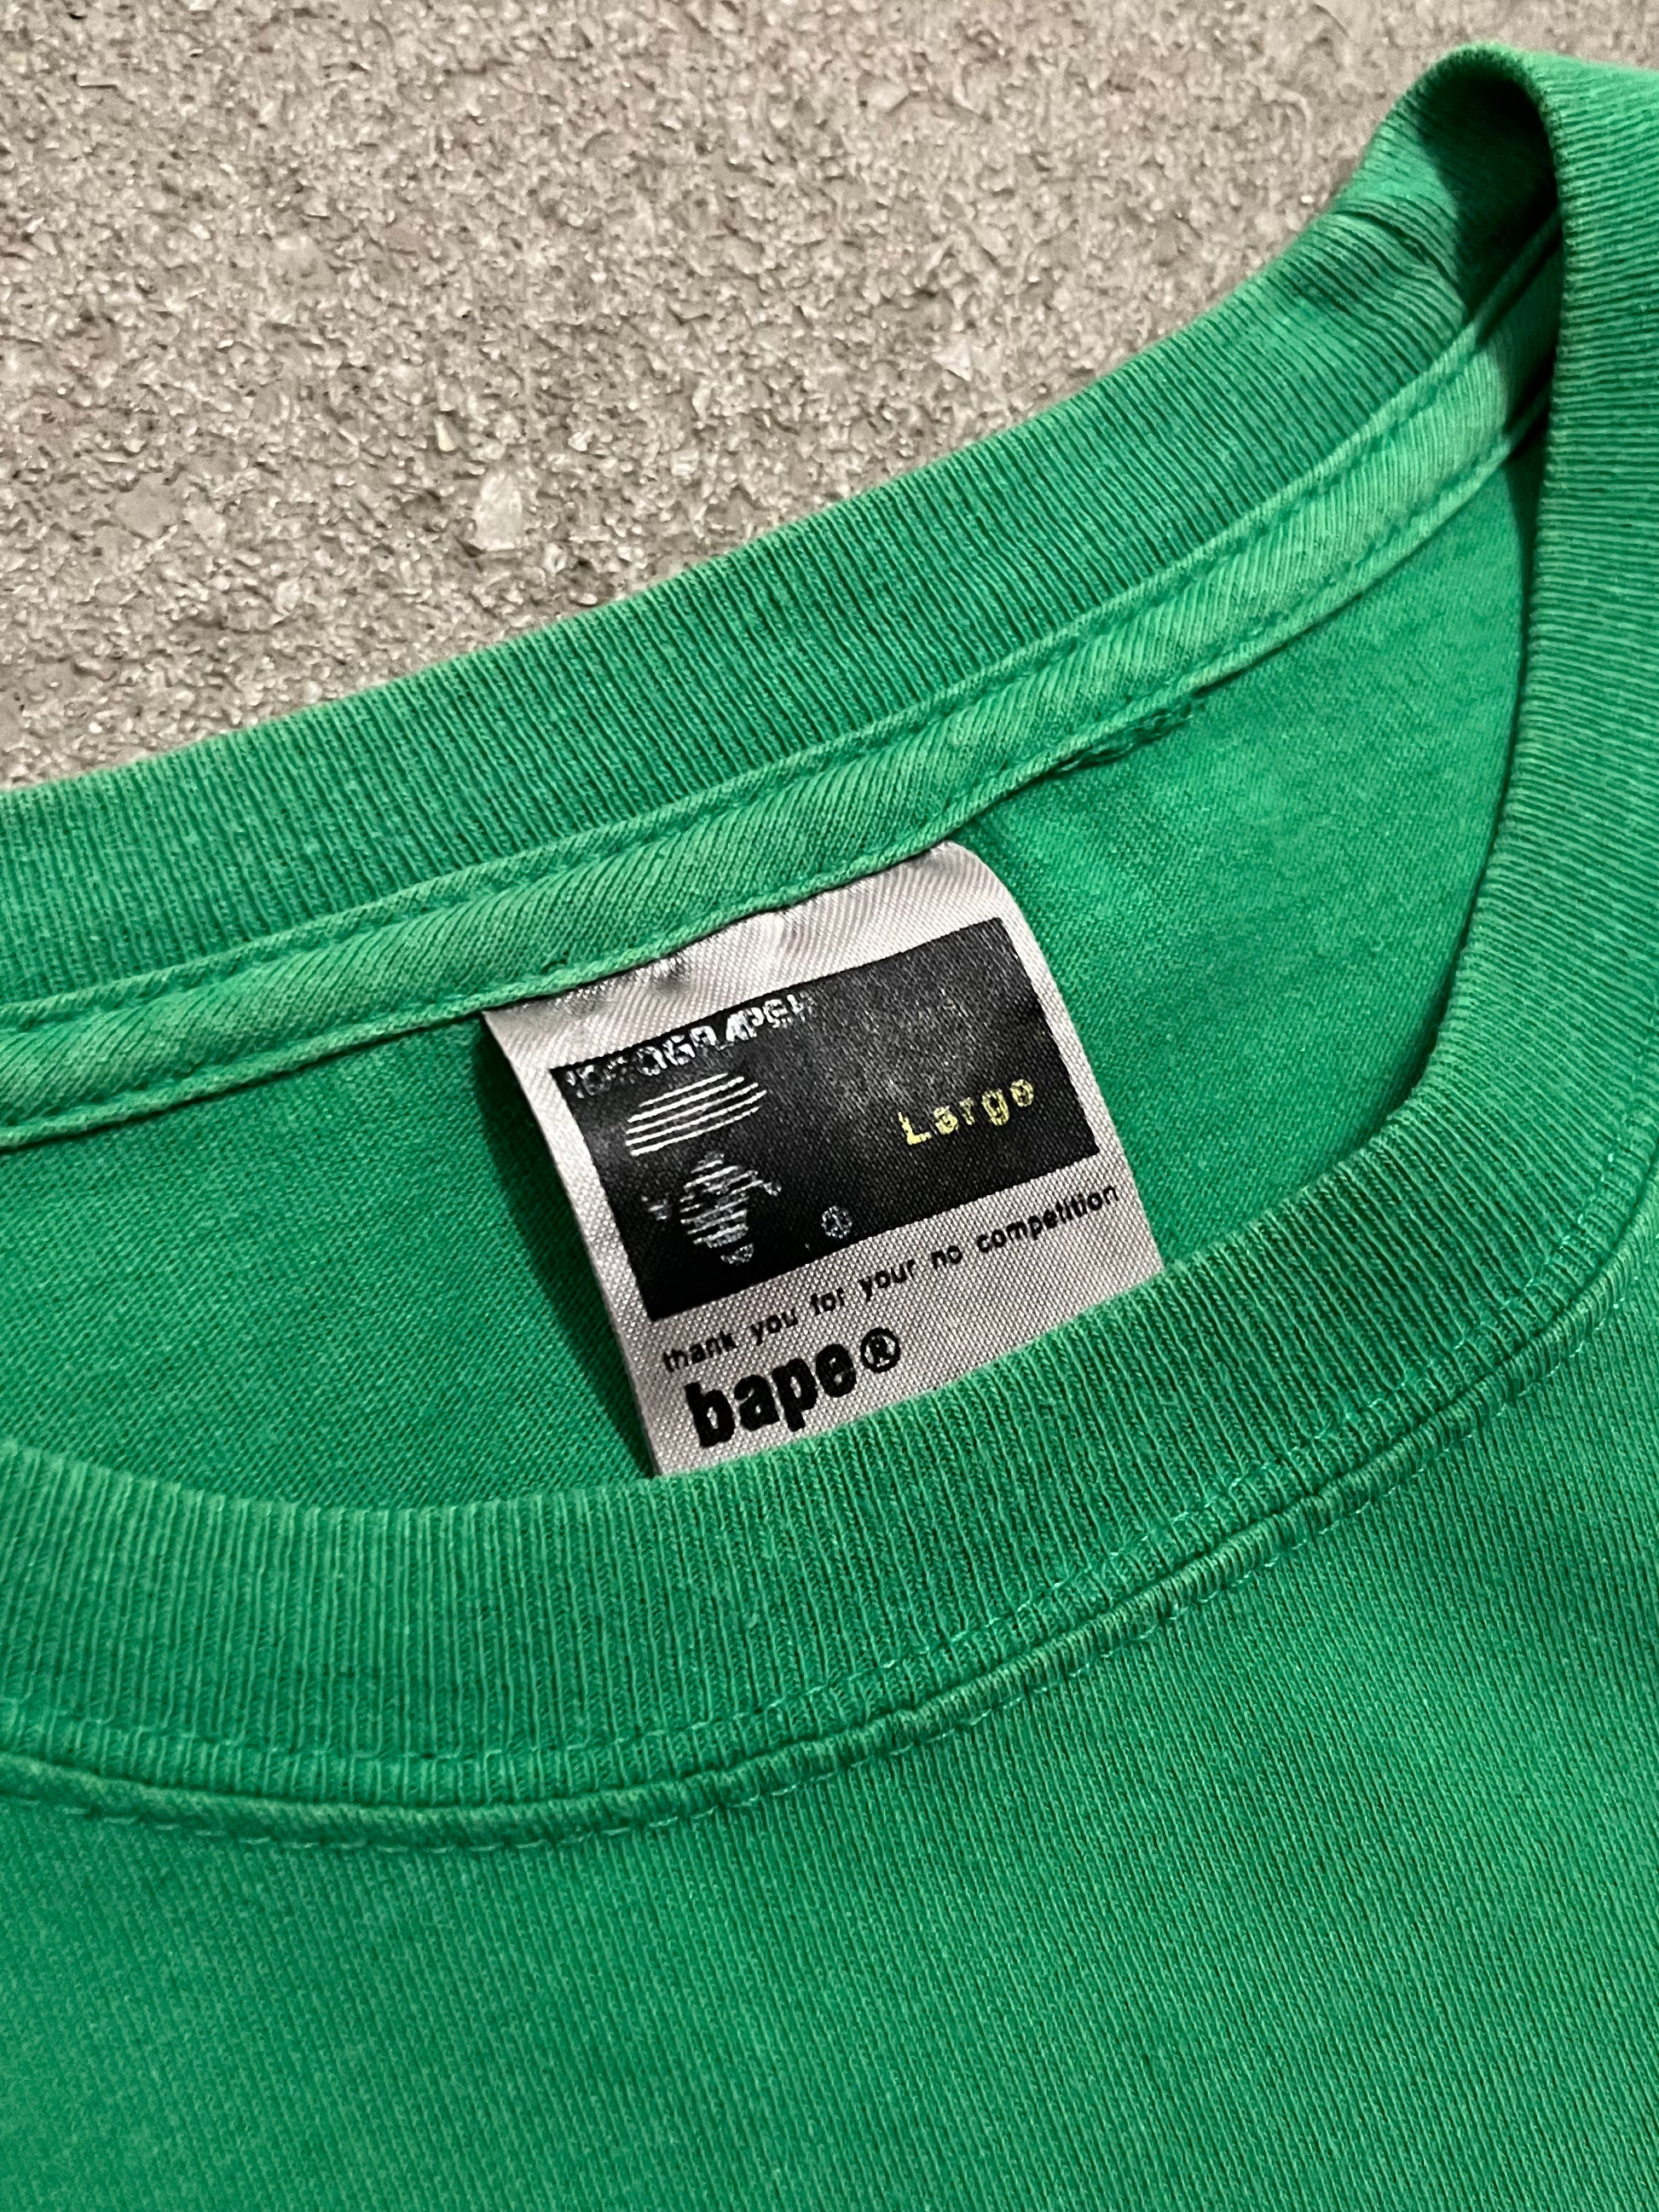 Large
thank you for your no competition
bape®